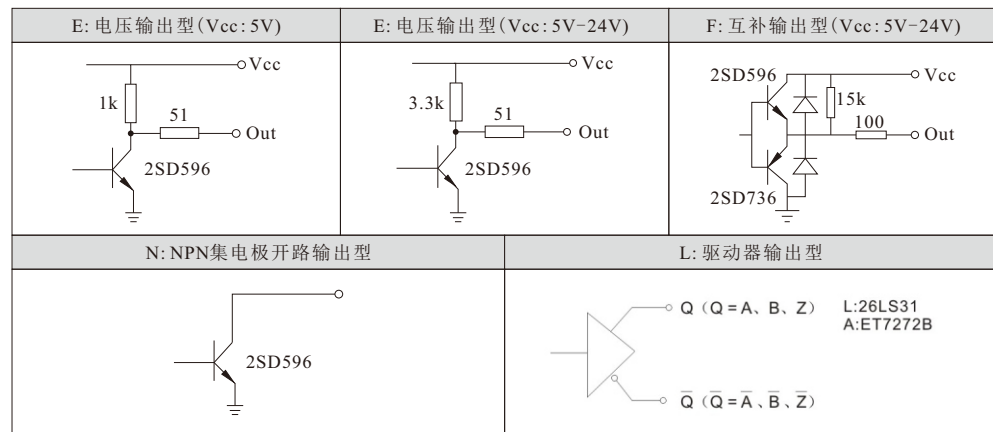 E: 电压输出型(Vcc: 5V)
E: 电压输出型(Vcc: 5V-24V)
F: 互补输出型(Vcc: 5V-24V)
Vcc
1k
51
Out
2SD596
Vcc
3.3k
51
Out
2SD596
2SD596
Vcc
15k
100
Out
2SD736
N: NPN集电极开路输出型
L: 驱动器输出型
2SD596
Q (Q=A、B、Z)
L:26LS31
A:ET7272B
Q̅ (Q̅=A̅、B̅、Z̅)